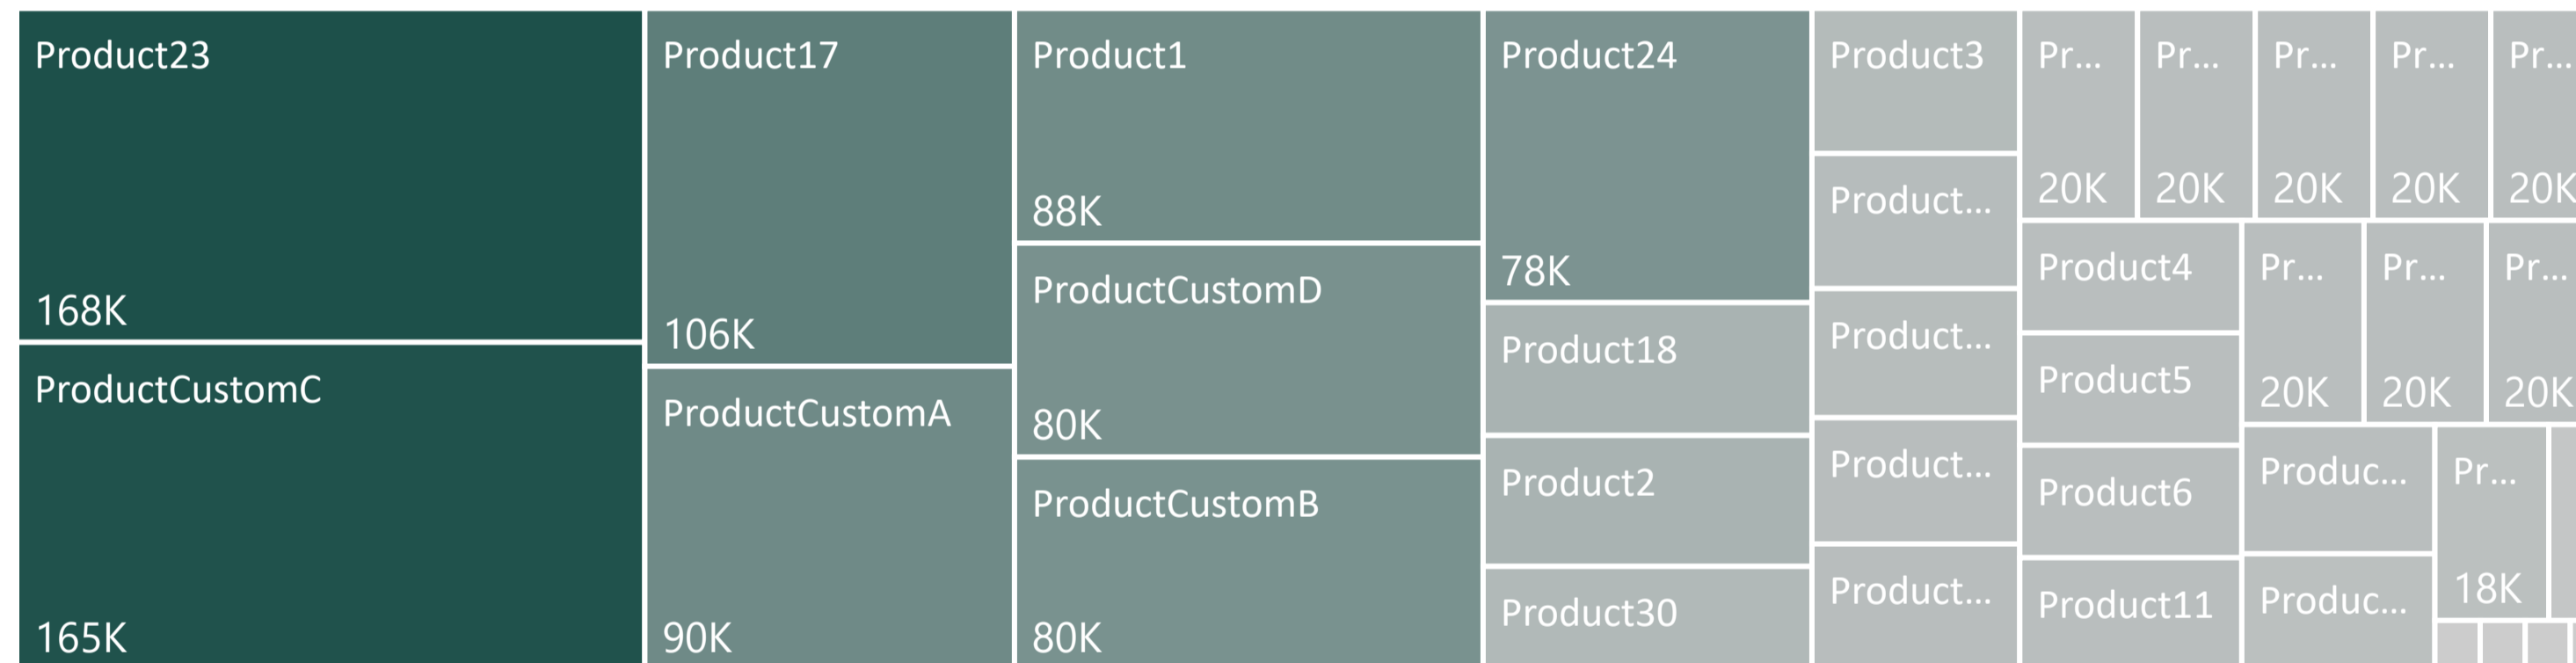 Product23
168K
ProductCustomC
165K
Product17
106K
ProductCustomA
90K
Product1
88K
ProductCustomD
80K
ProductCustomB
80K
Product24
78K
Product18
Product2
Product30
Product3
Product...
Product...
Product...
Product...
Pr...
20K
Pr...
20K
Pr...
20K
Pr...
20K
Pr...
20K
Product4
Product5
Product6
Product11
Pr...
20K
Pr...
20K
Pr...
20K
Produc...
Produc...
Pr...
18K